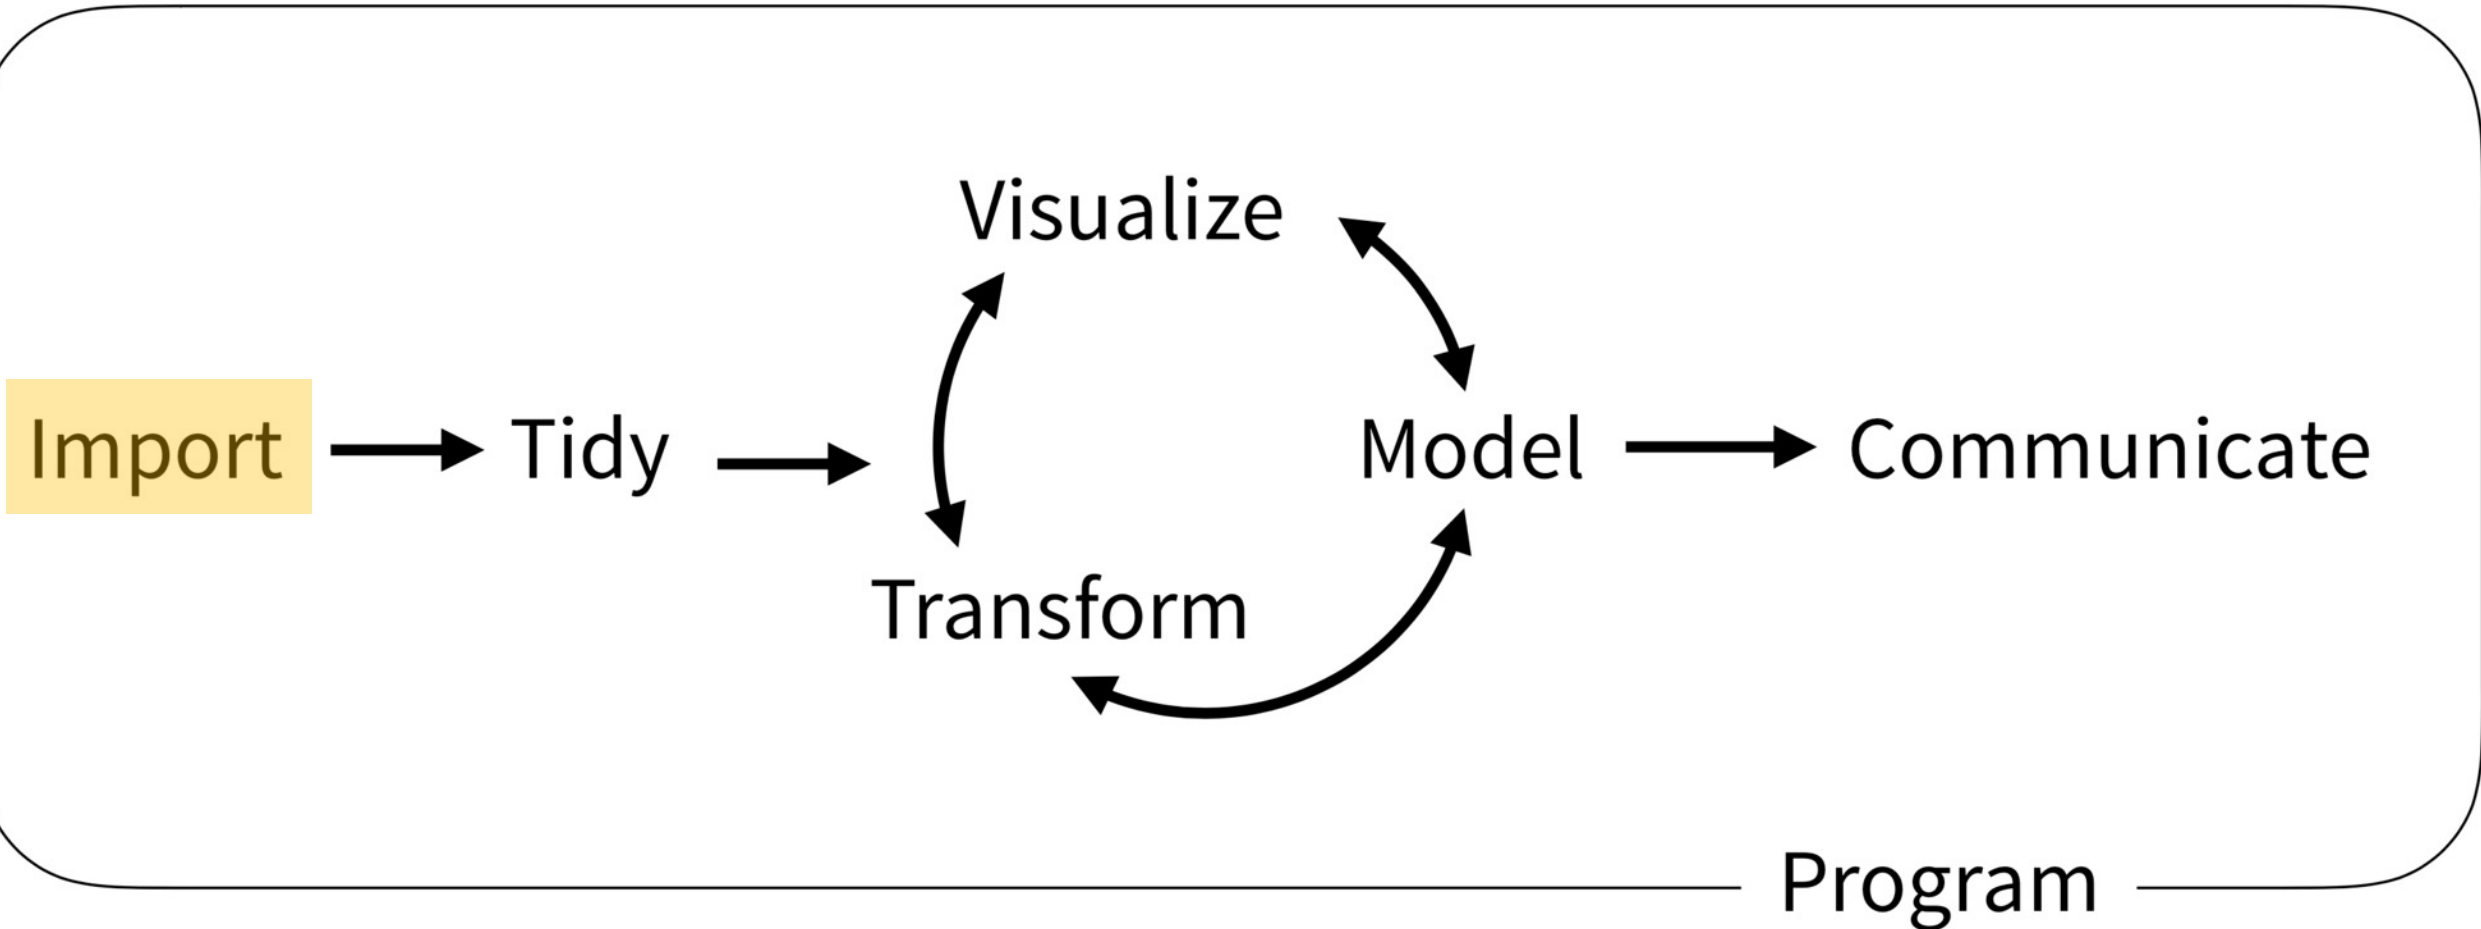 Visualize
Import
Tidy
Model
Communicate
Transform
Program